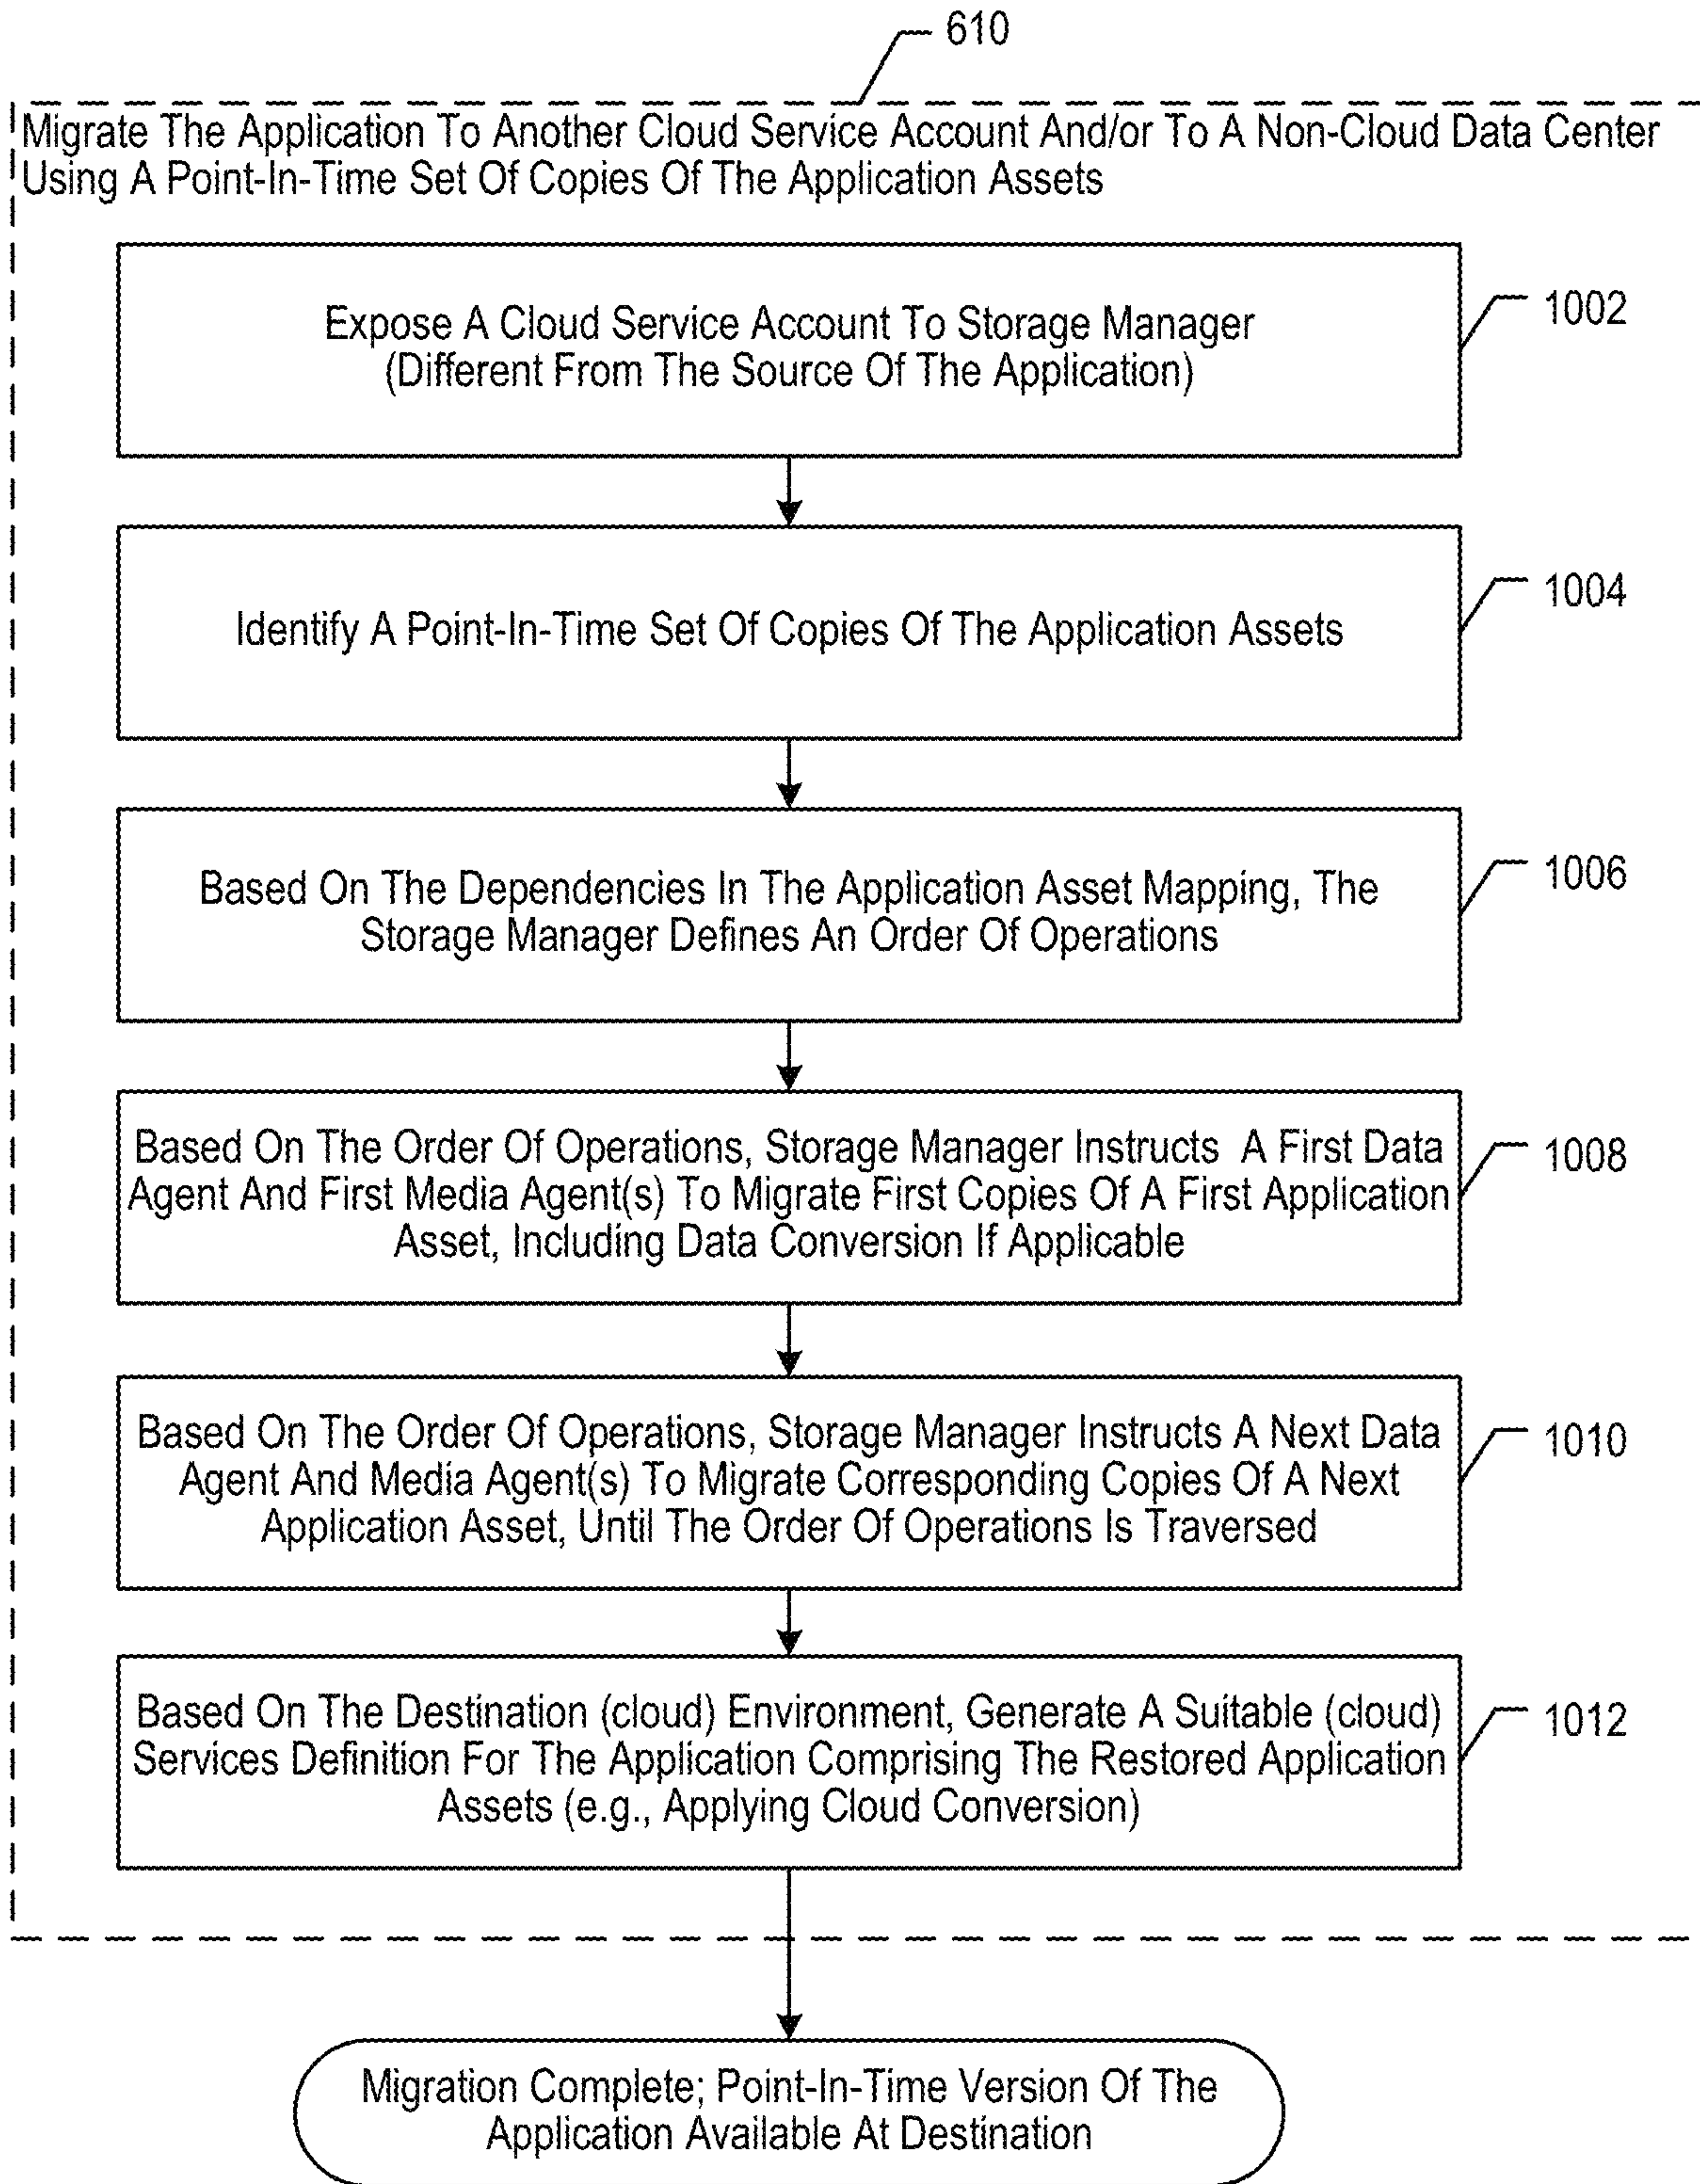 610
Migrate The Application To Another Cloud Service Account And/or To A Non-Cloud Data Center
Using A Point-In-Time Set Of Copies Of The Application Assets
Expose A Cloud Service Account To Storage Manager
(Different From The Source Of The Application)
1002
Identify A Point-In-Time Set Of Copies Of The Application Assets
1004
Based On The Dependencies In The Application Asset Mapping, The
Storage Manager Defines An Order Of Operations
1006
Based On The Order Of Operations, Storage Manager Instructs A First Data
Agent And First Media Agent(s) To Migrate First Copies Of A First Application
Asset, Including Data Conversion If Applicable
1008
Based On The Order Of Operations, Storage Manager Instructs A Next Data
Agent And Media Agent(s) To Migrate Corresponding Copies Of A Next
Application Asset, Until The Order Of Operations Is Traversed
1010
Based On The Destination (cloud) Environment, Generate A Suitable (cloud)
Services Definition For The Application Comprising The Restored Application
Assets (e.g., Applying Cloud Conversion)
1012
Migration Complete; Point-In-Time Version Of The
Application Available At Destination